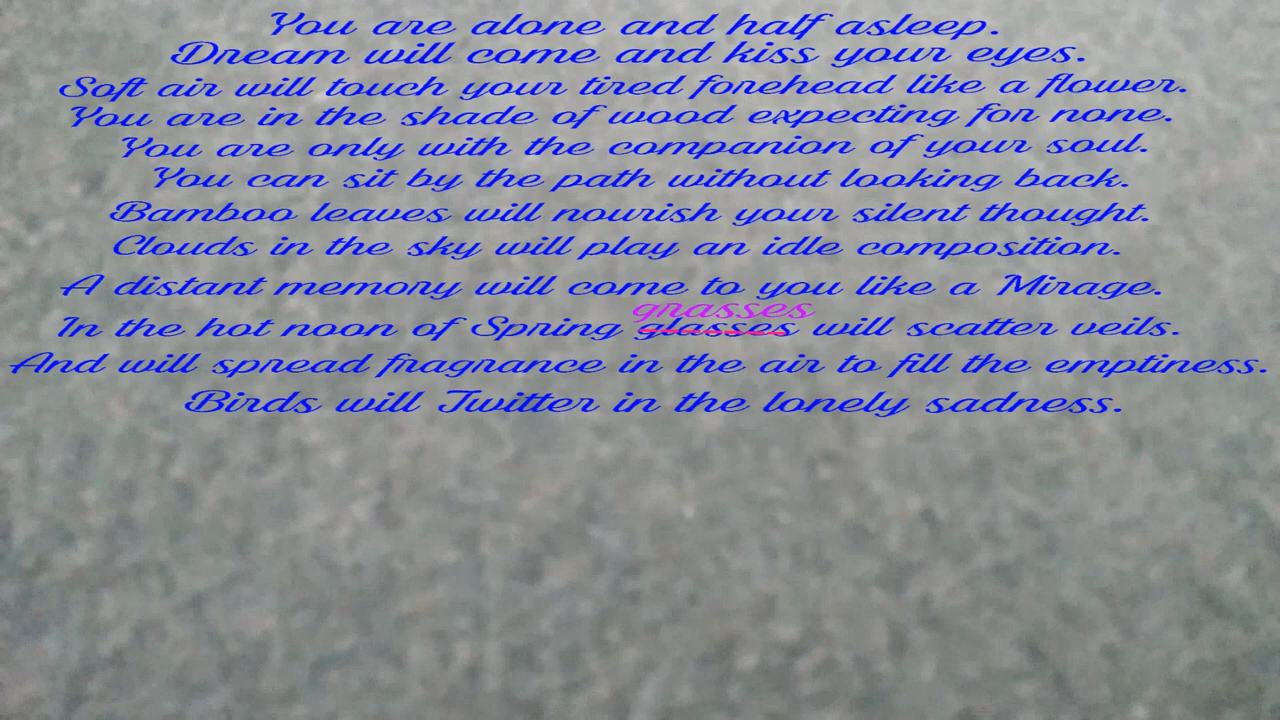 You are alone and half asleep.
Dream will come and kiss your eyes.
Soft air will touch your tired forehead like a flower.
You are in the shade of wood expecting for none.
You are only with the companion of your soul.
You can sit by the path without looking back.
Bamboo leaves will nourish your silent thought.
Clouds in the sky will play an idle composition.
A distant memory will come to you like a Mirage.
grasses
In the hot noon of Spring glasses will scatter veils.
And will spread fragrance in the air to fill the emptiness.
Birds will Twitter in the lonely sadness.